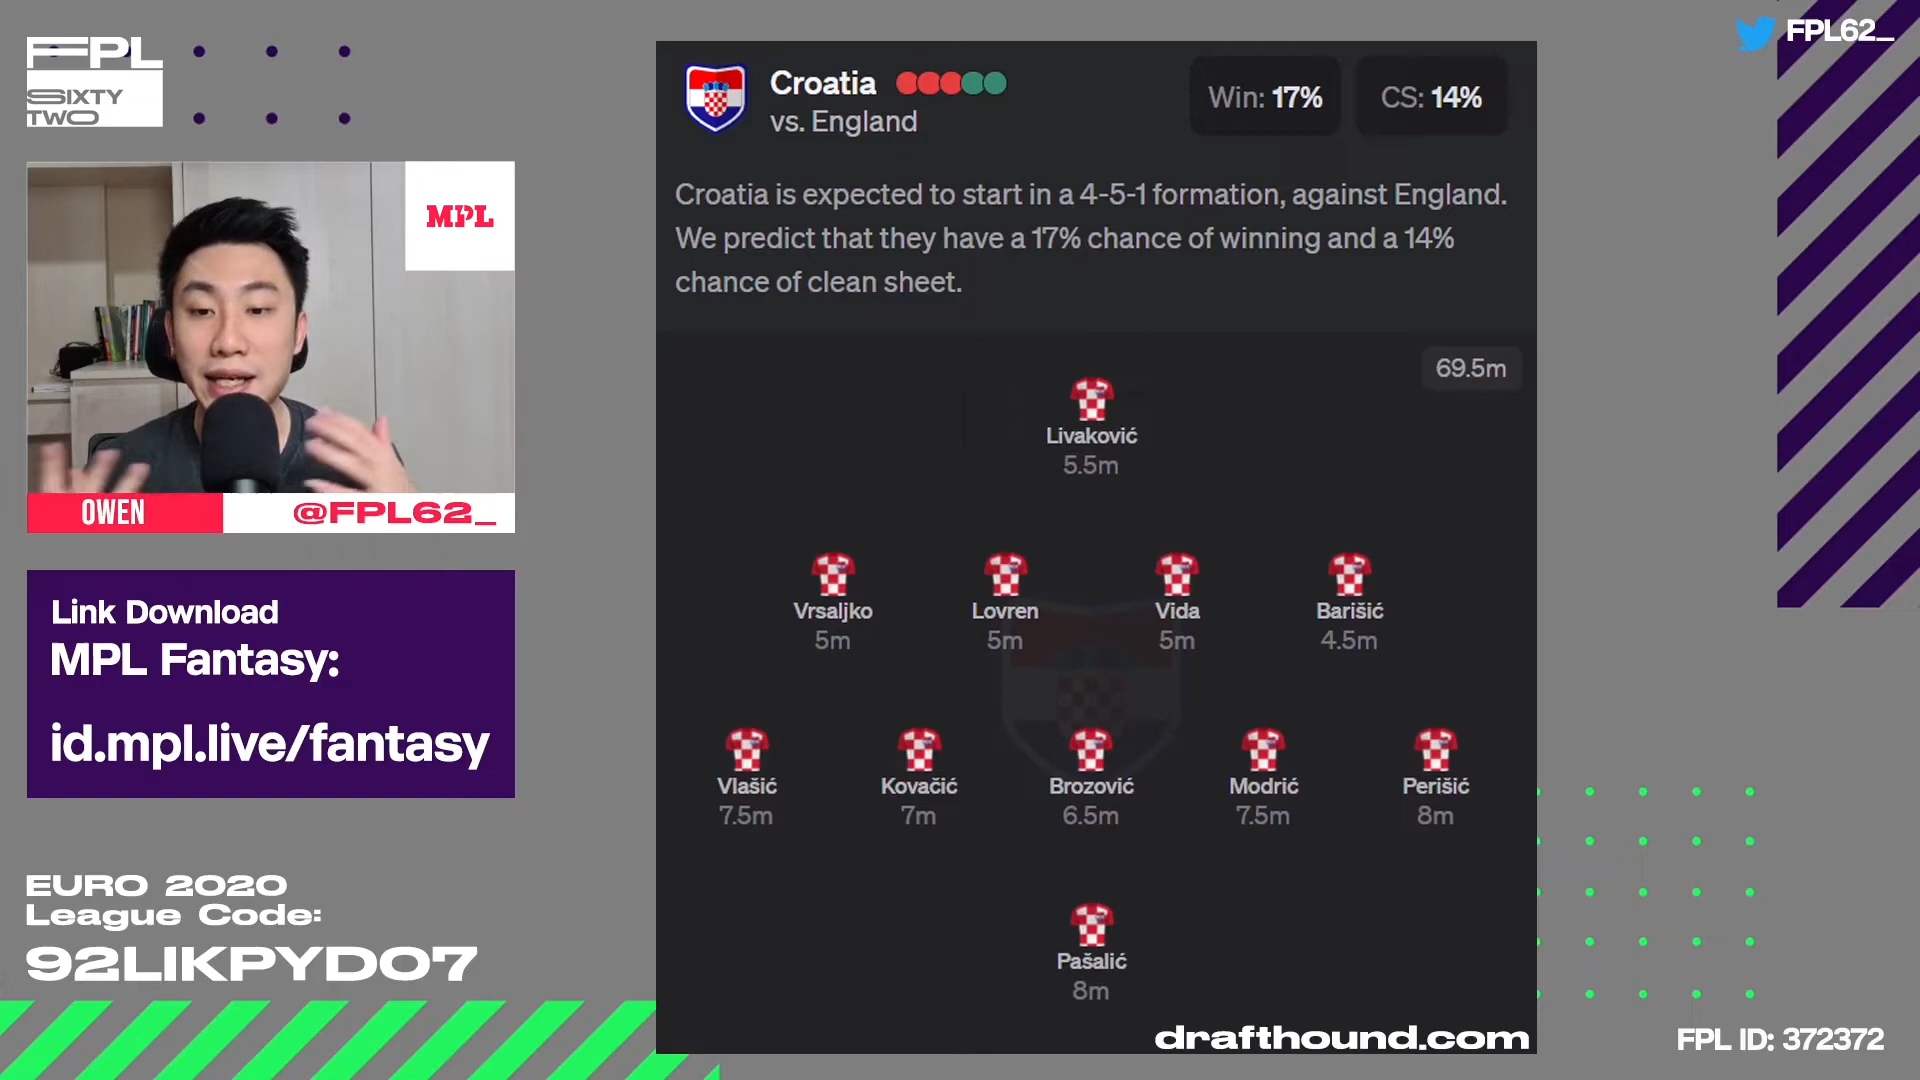 FPL
SIXTY
TWO
FPL62_
MPL
OWEN
@FPL62_
Link Download
MPL Fantasy:
id.mpl.live/fantasy
EURO 2020
League Code:
92LIKPYDO7
Croatia
vs. England
Win: 17%
CS: 14%
Croatia is expected to start in a 4-5-1 formation, against England.
We predict that they have a 17% chance of winning and a 14%
chance of clean sheet.
69.5m
Livaković
5.5m
Vrsaljko Lovren Vida Barišić
5m 5m 5m 4.5m
Vlašić Kovačić Brozović Modrić Perišić
7.5m 7m 6.5m 7.5m 8m
Pašalić
8m
drafthound.com
FPL ID: 372372